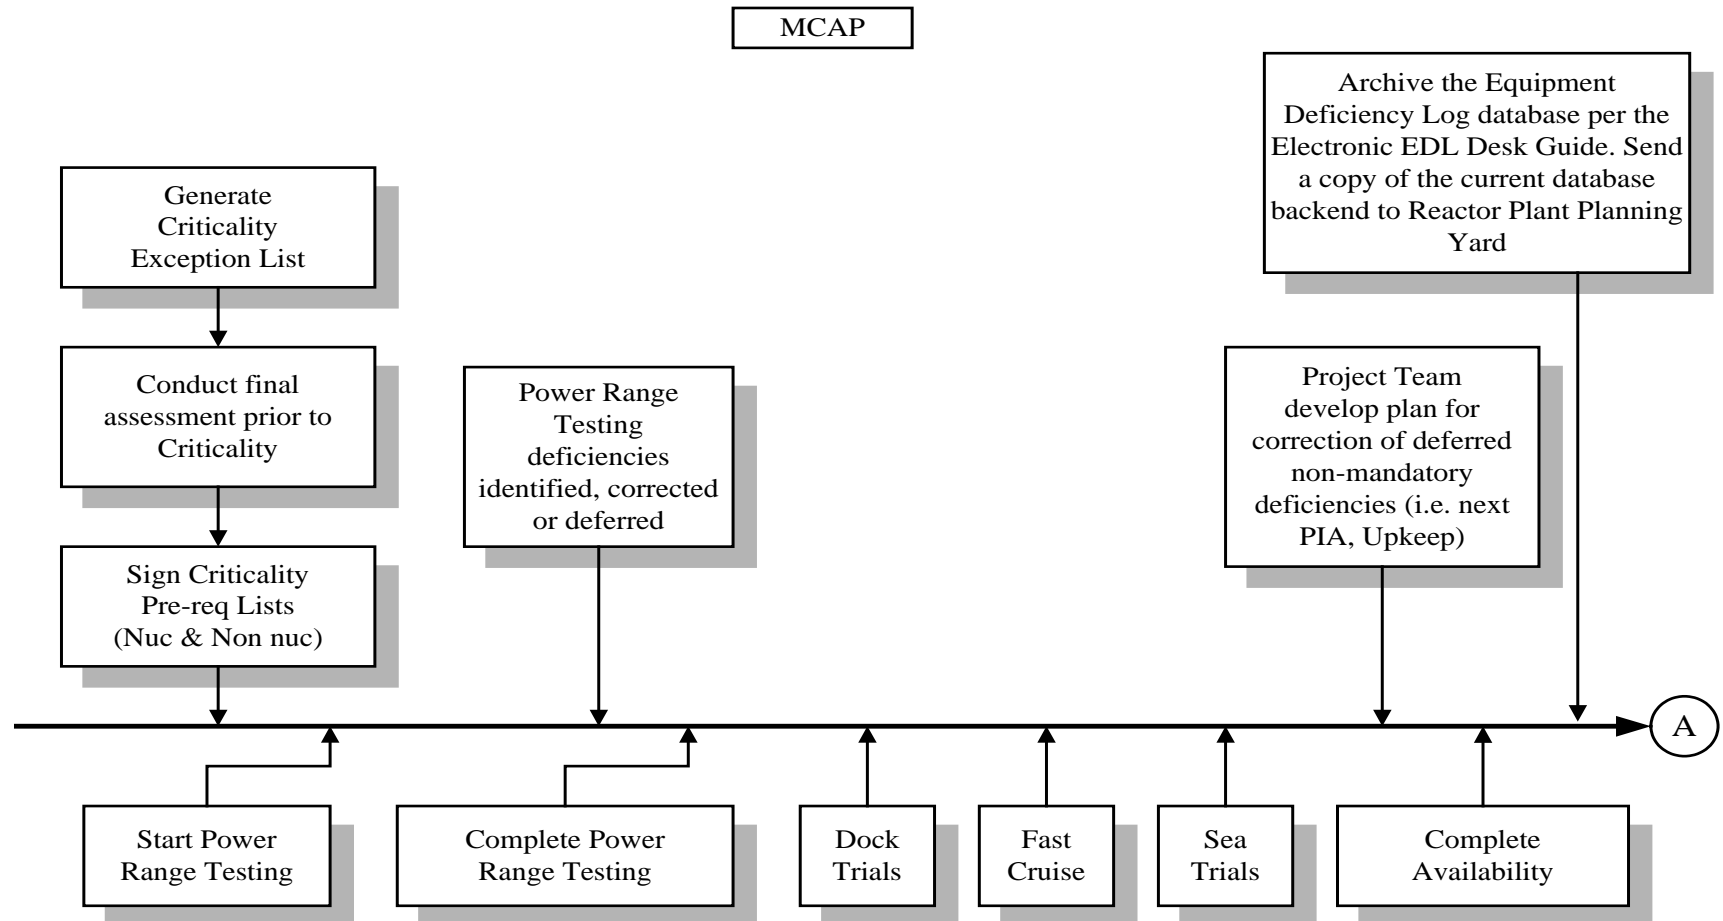 MCAP
Archive the Equipment
Deficiency Log database per the
Electronic EDL Desk Guide. Send
a copy of the current database
backend to Reactor Plant Planning
Yard
Generate
Criticality
Exception List
Conduct final
assessment prior to
Criticality
Sign Criticality
Pre-req Lists
(Nuc & Non nuc)
Power Range
Testing
deficiencies
identified, corrected
or deferred
Project Team
develop plan for
correction of deferred
non-mandatory
deficiencies (i.e. next
PIA, Upkeep)
A
Start Power
Range Testing
Complete Power
Range Testing
Dock
Trials
Fast
Cruise
Sea
Trials
Complete
Availability